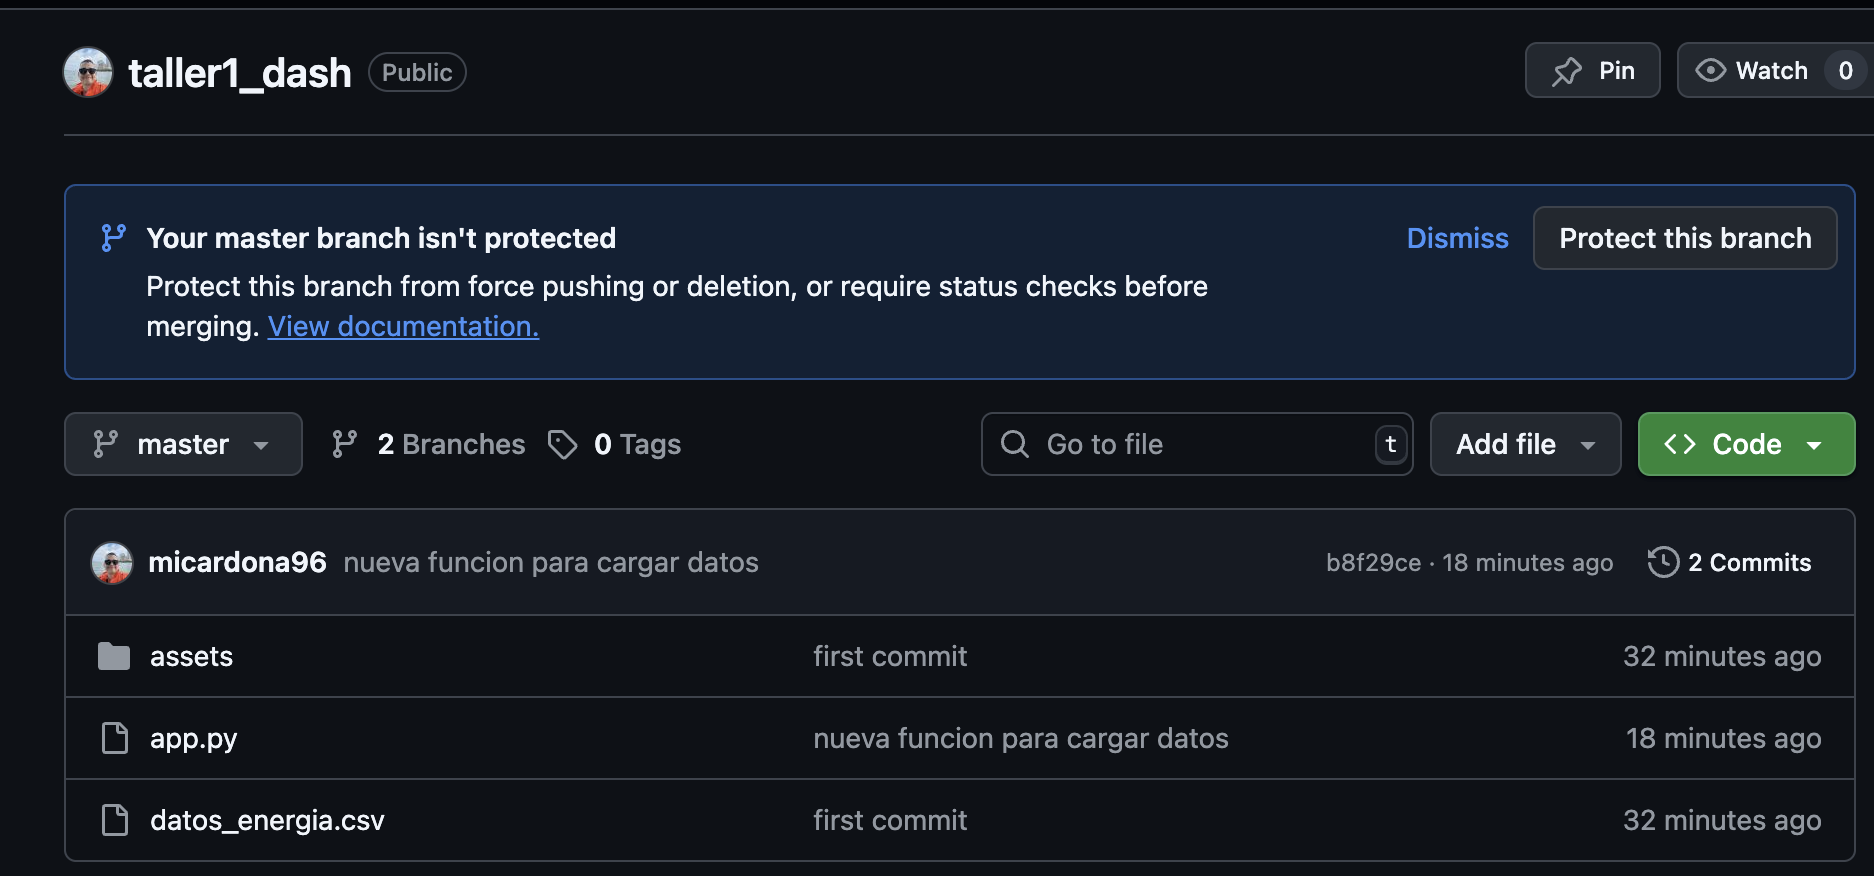 taller1_dash Public Pin Watch 0
Your master branch isn't protected Dismiss Protect this branch
Protect this branch from force pushing or deletion, or require status checks before
merging. View documentation.
master 2 Branches 0 Tags Go to file t Add file Code
micardona96 nueva funcion para cargar datos b8f29ce · 18 minutes ago 2 Commits
assets first commit 32 minutes ago
app.py nueva funcion para cargar datos 18 minutes ago
datos_energia.csv first commit 32 minutes ago